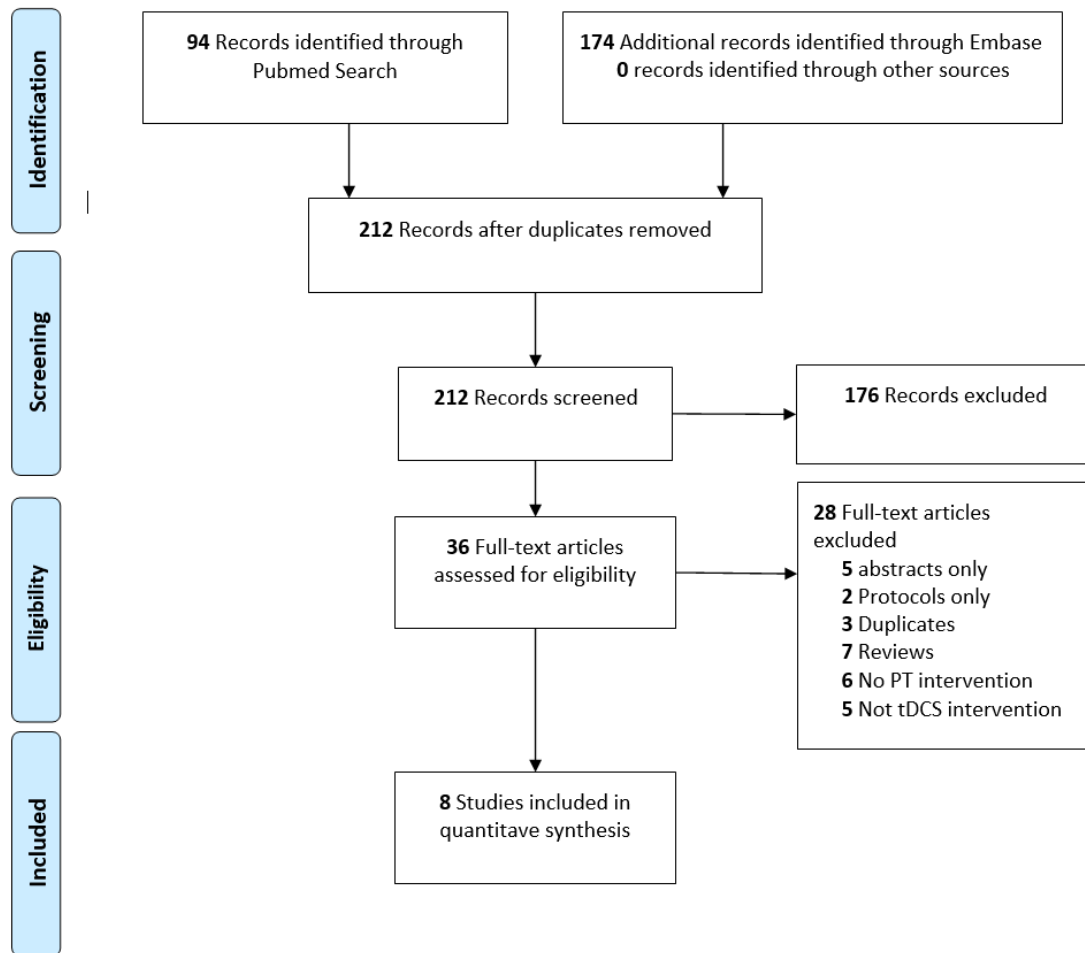 Identification
94 Records identified through
Pubmed Search
174 Additional records identified through Embase
0 records identified through other sources
212 Records after duplicates removed
Screening
212 Records screened
176 Records excluded
Eligibility
36 Full-text articles
assessed for eligibility
28 Full-text articles
excluded
5 abstracts only
2 Protocols only
3 Duplicates
7 Reviews
6 No PT intervention
5 Not tDCS intervention
Included
8 Studies included in
quantitave synthesis